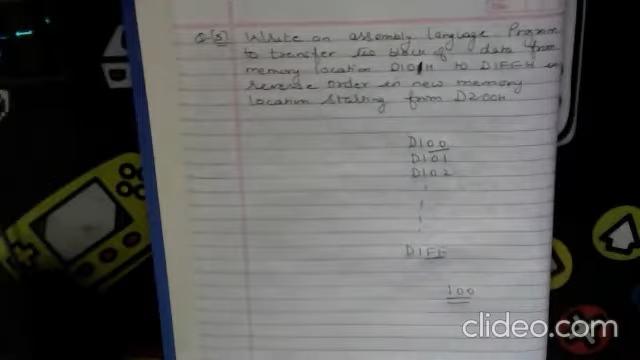 Q(5) Write an assembly language Program
to transfer the block of data from
memory location D101H to D1FFH in
reverse order in new memory
location starting from D200H
D100
D101
D102
D1FF
100
clideo.com